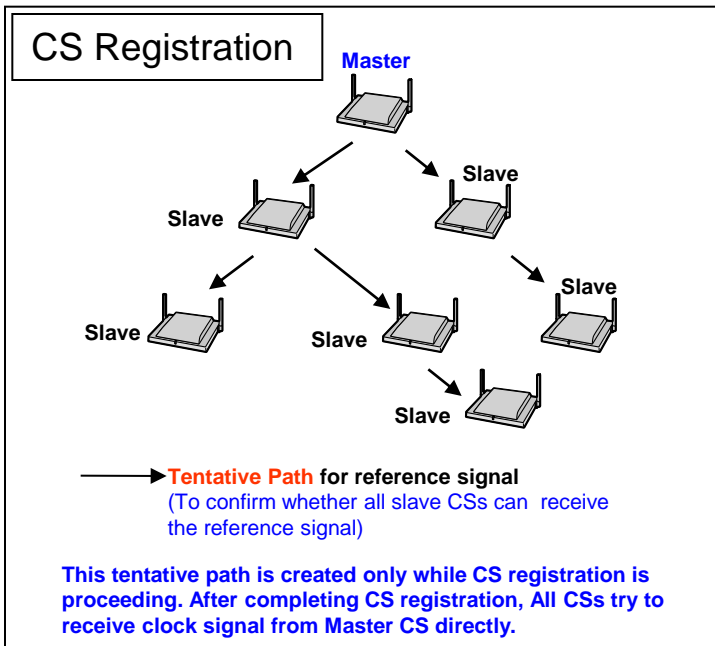 CS Registration
Master
Slave
Slave
Slave
Slave
Slave
Slave
Tentative Path for reference signal
(To confirm whether all slave CSs can receive
the reference signal)
This tentative path is created only while CS registration is
proceeding. After completing CS registration, All CSs try to
receive clock signal from Master CS directly.